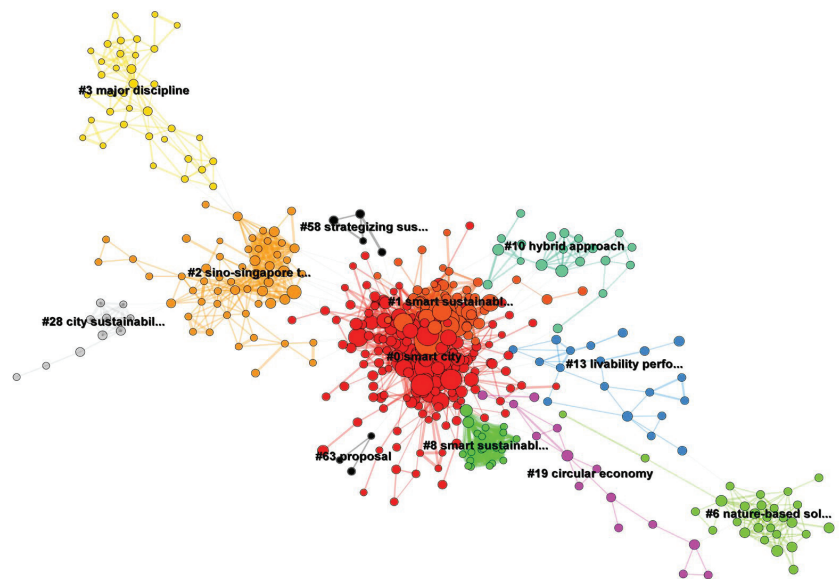 #3 major discipline
#58 strategizing sus...
#10 hybrid approach
#2 sino-singapore t...
#1 smart sustainabl...
#28 city sustainabil...
#0 smart city
#13 livability perfo...
#8 smart sustainabl...
#63 proposal
#19 circular economy
#6 nature-based sol...